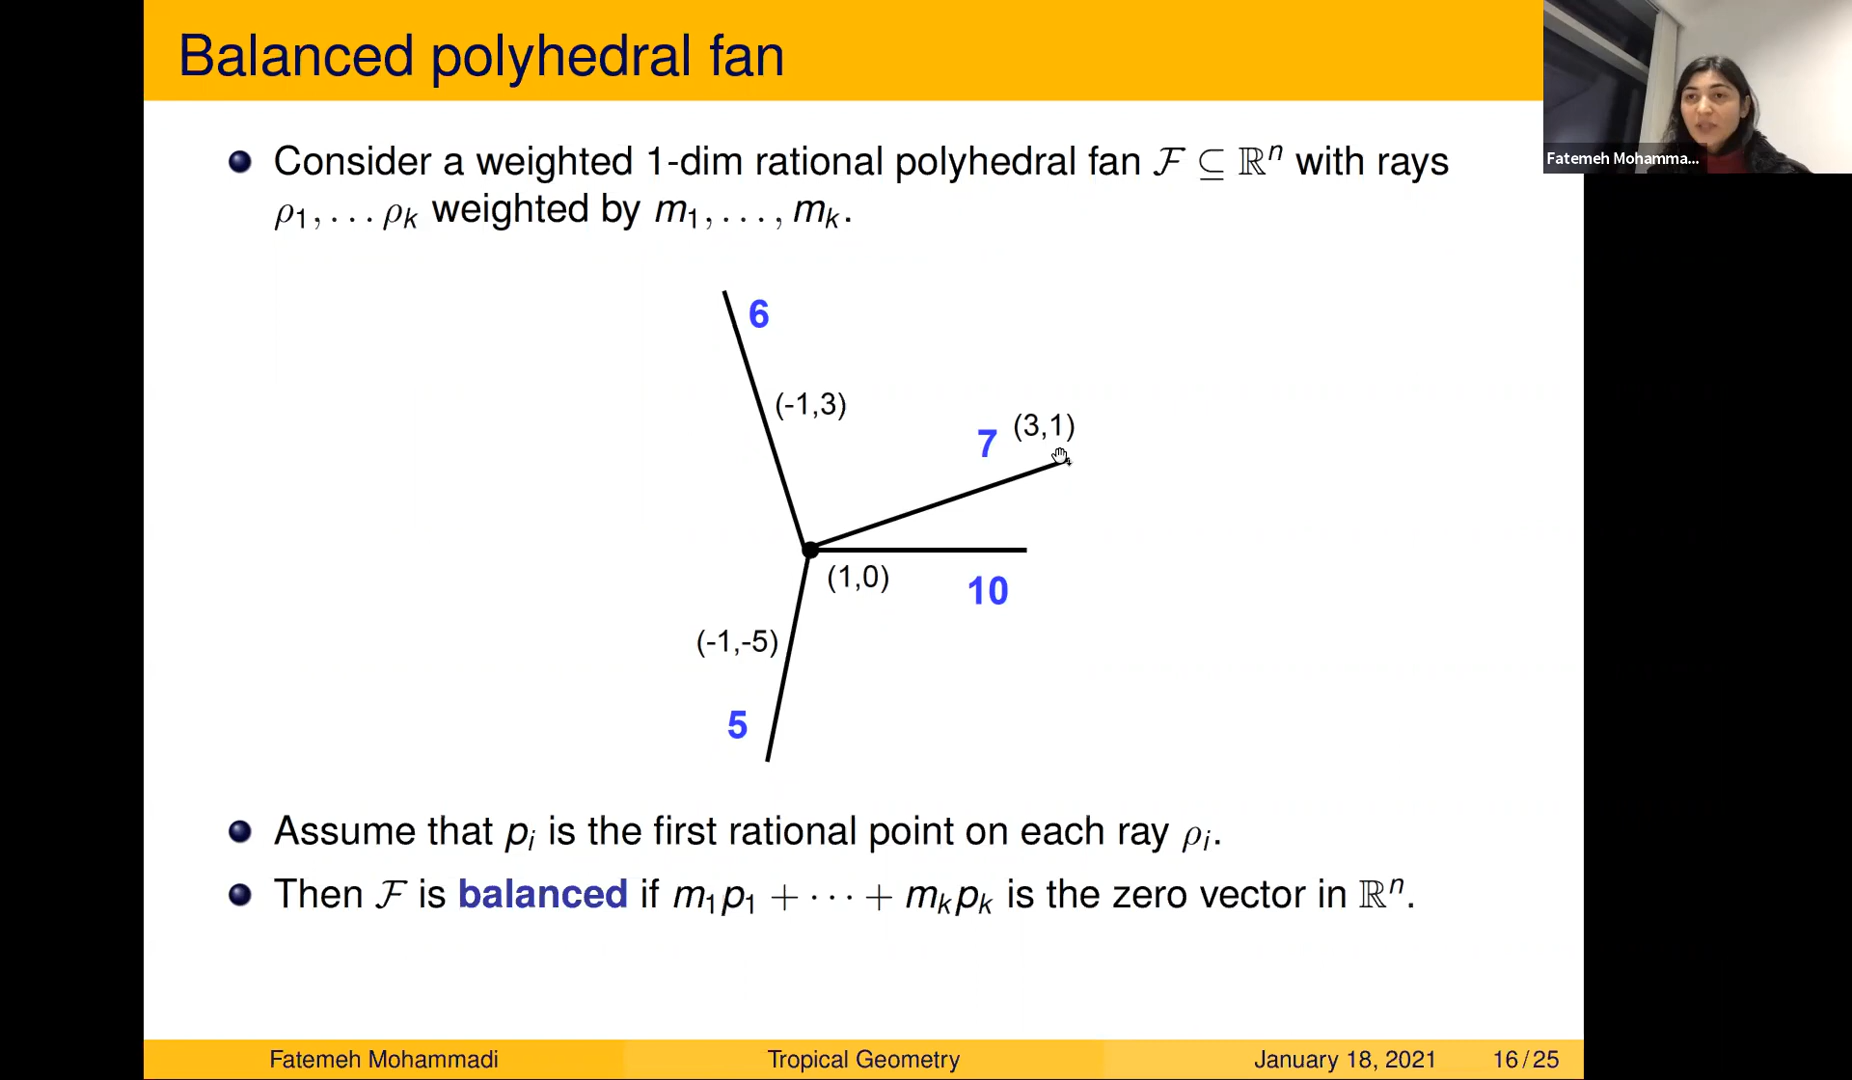 Balanced polyhedral fan
Fatemeh Mohamma...
Consider a weighted 1-dim rational polyhedral fan ℱ ⊆ ℝⁿ with rays
ρ₁, … ρₖ weighted by m₁, …, mₖ.
6
(-1,3)
7 (3,1)
(1,0)
10
(-1,-5)
5
Assume that pᵢ is the first rational point on each ray ρᵢ.
Then ℱ is balanced if m₁p₁ + ⋯ + mₖpₖ is the zero vector in ℝⁿ.
Fatemeh Mohammadi Tropical Geometry January 18, 2021 16/25